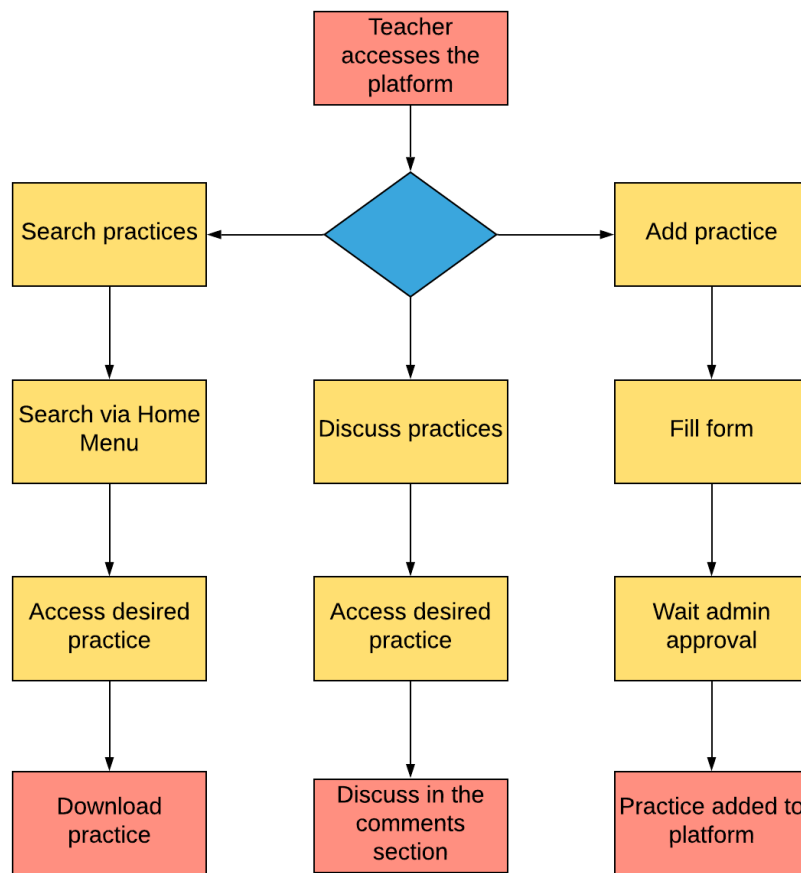 Teacher
accesses the
platform
Search practices
Add practice
Search via Home
Menu
Discuss practices
Fill form
Access desired
practice
Access desired
practice
Wait admin
approval
Download
practice
Discuss in the
comments
section
Practice added to
platform